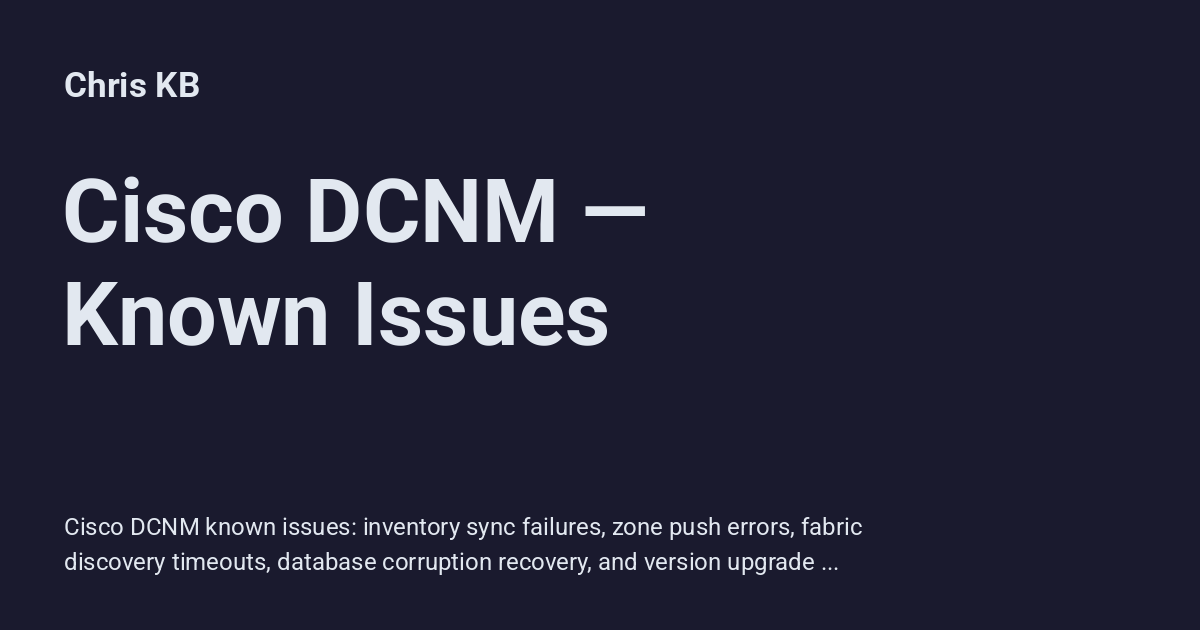 Chris KB
Cisco DCNM —
Known Issues
Cisco DCNM known issues: inventory sync failures, zone push errors, fabric
discovery timeouts, database corruption recovery, and version upgrade ...